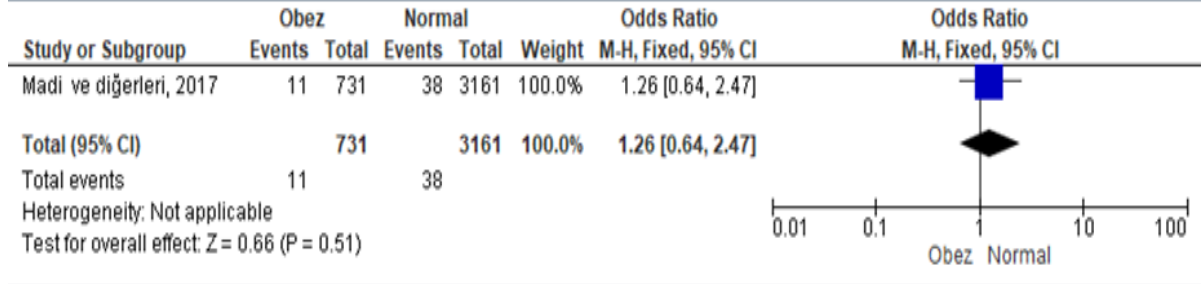 Obez Normal Odds Ratio Odds Ratio
Study or Subgroup Events Total Events Total Weight M-H, Fixed, 95% CI M-H, Fixed, 95% CI
Madi ve diğerleri, 2017 11 731 38 3161 100.0% 1.26 [0.64, 2.47]
Total (95% CI) 731 3161 100.0% 1.26 [0.64, 2.47]
Total events 11 38
Heterogeneity: Not applicable
Test for overall effect: Z = 0.66 (P = 0.51)
0.01 0.1 1 10 100
Obez Normal